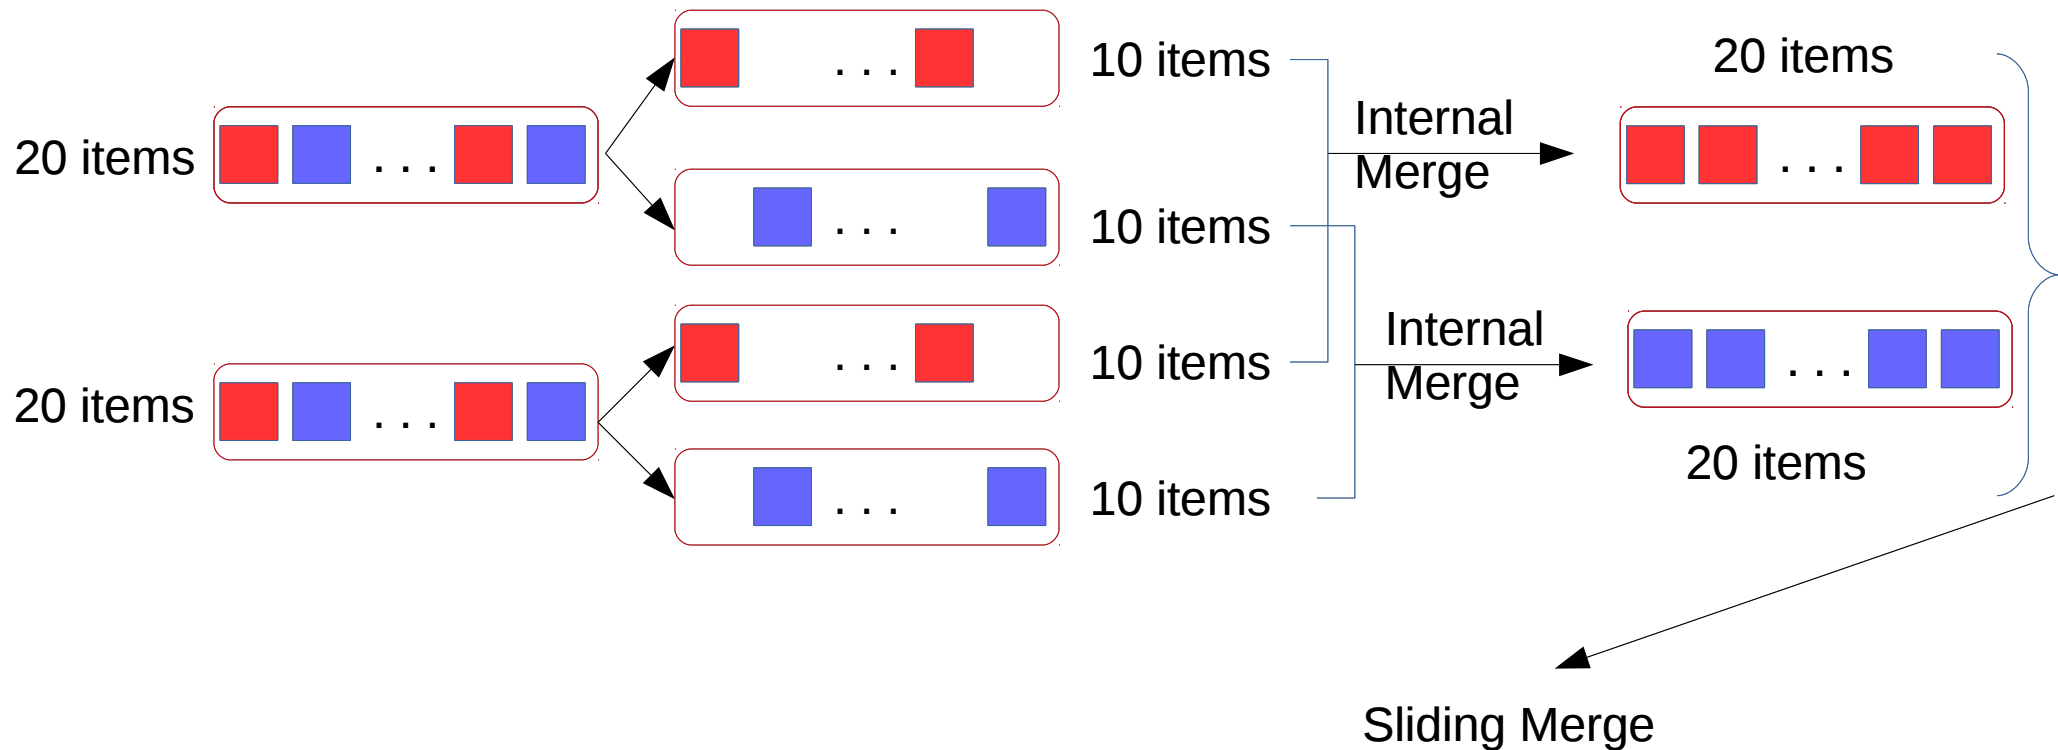 20 items
. . .
20 items
. . .
. . .
10 items
. . .
10 items
. . .
10 items
. . .
10 items
Internal
Merge
Internal
Merge
20 items
. . .
. . .
20 items
Sliding Merge